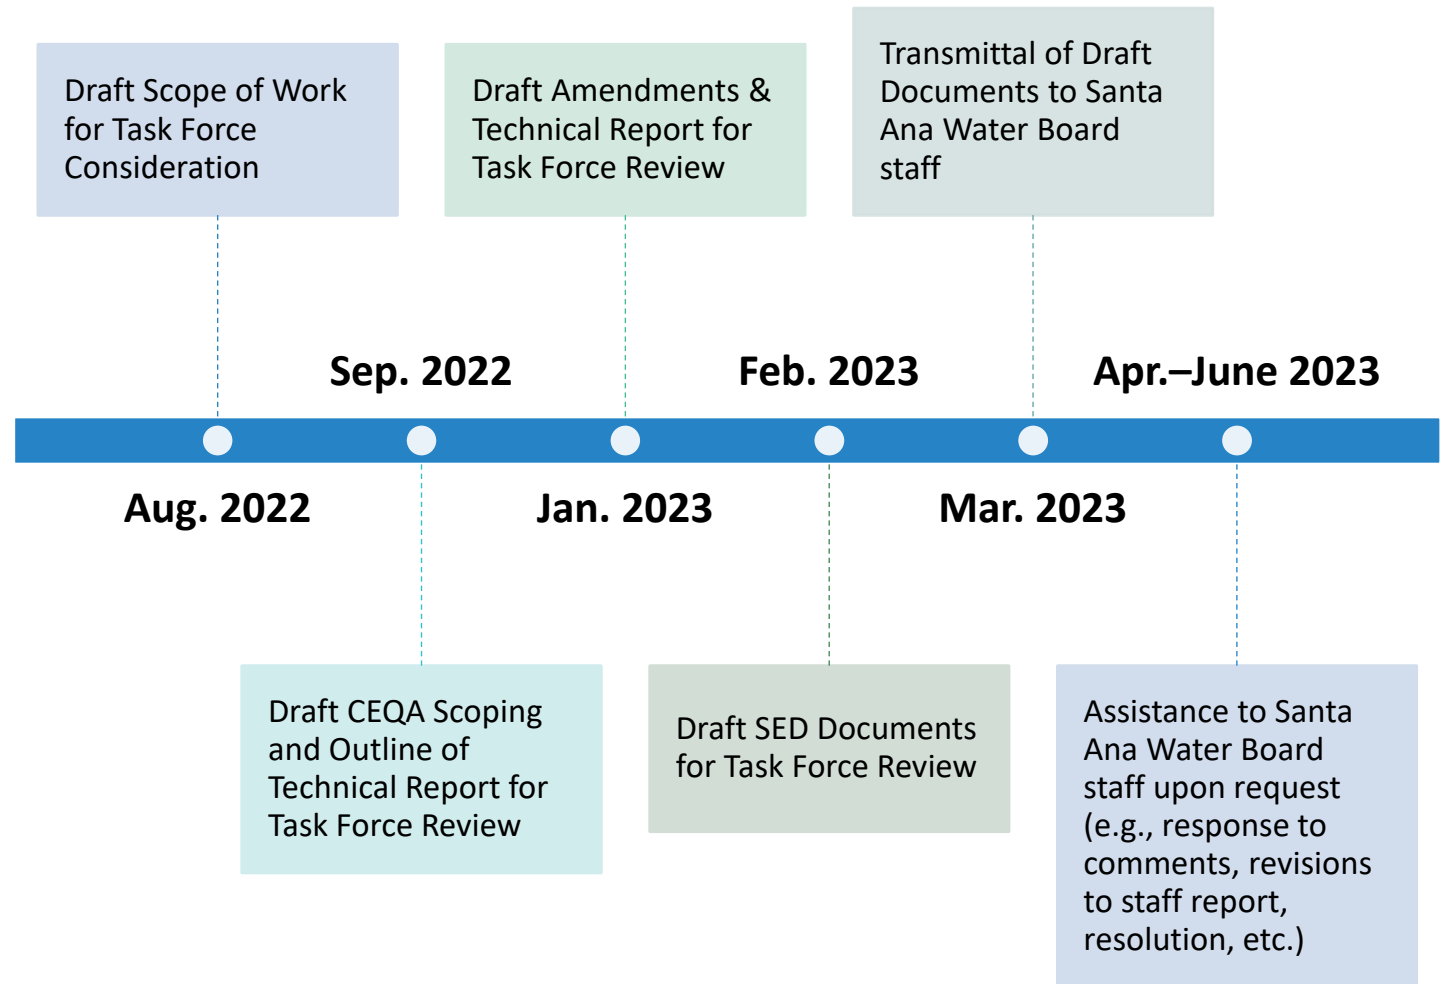 Draft Scope of Work
for Task Force
Consideration
Draft Amendments &
Technical Report for
Task Force Review
Transmittal of Draft
Documents to Santa
Ana Water Board
staff
Sep. 2022
Feb. 2023
Apr.–June 2023
Aug. 2022
Jan. 2023
Mar. 2023
Draft CEQA Scoping
and Outline of
Technical Report for
Task Force Review
Draft SED Documents
for Task Force Review
Assistance to Santa
Ana Water Board
staff upon request
(e.g., response to
comments, revisions
to staff report,
resolution, etc.)